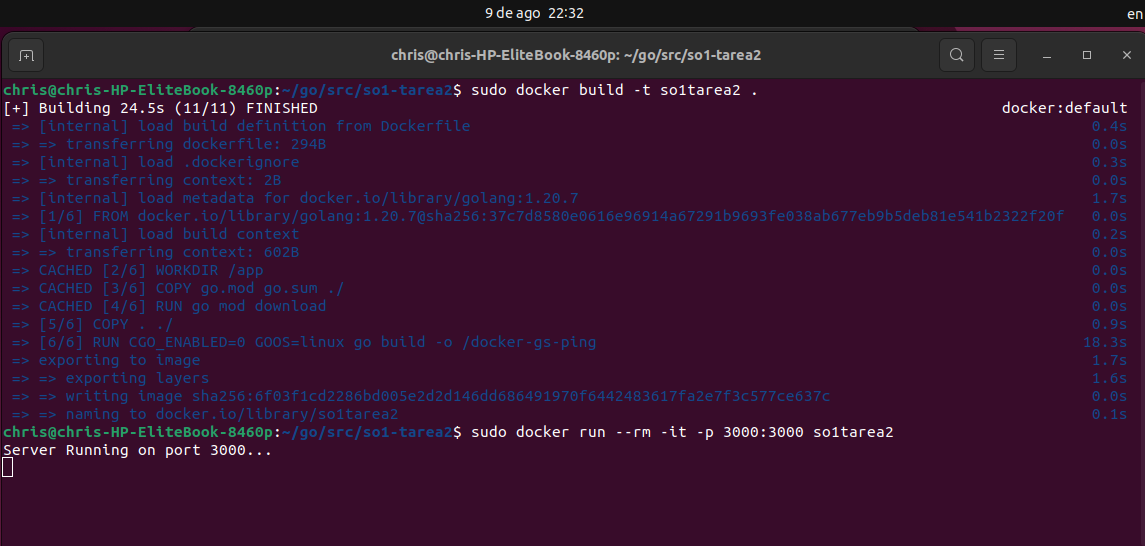 9 de ago 22:32
en
chris@chris-HP-EliteBook-8460p: ~/go/src/so1-tarea2
chris@chris-HP-EliteBook-8460p:~/go/src/so1-tarea2$ sudo docker build -t so1tarea2 .
[+] Building 24.5s (11/11) FINISHED docker:default
=> [internal] load build definition from Dockerfile 0.4s
=> => transferring dockerfile: 294B 0.0s
=> [internal] load .dockerignore 0.3s
=> => transferring context: 2B 0.0s
=> [internal] load metadata for docker.io/library/golang:1.20.7 1.7s
=> [1/6] FROM docker.io/library/golang:1.20.7@sha256:37c7d8580e0616e96914a67291b9693fe038ab677eb9b5deb81e541b2322f20f 0.0s
=> [internal] load build context 0.2s
=> => transferring context: 602B 0.0s
=> CACHED [2/6] WORKDIR /app 0.0s
=> CACHED [3/6] COPY go.mod go.sum ./ 0.0s
=> CACHED [4/6] RUN go mod download 0.0s
=> [5/6] COPY . ./ 0.9s
=> [6/6] RUN CGO_ENABLED=0 GOOS=linux go build -o /docker-gs-ping 18.3s
=> exporting to image 1.7s
=> => exporting layers 1.6s
=> => writing image sha256:6f03f1cd2286bd005e2d2d146dd686491970f6442483617fa2e7f3c577ce637c 0.0s
=> => naming to docker.io/library/so1tarea2 0.1s
chris@chris-HP-EliteBook-8460p:~/go/src/so1-tarea2$ sudo docker run --rm -it -p 3000:3000 so1tarea2
Server Running on port 3000...